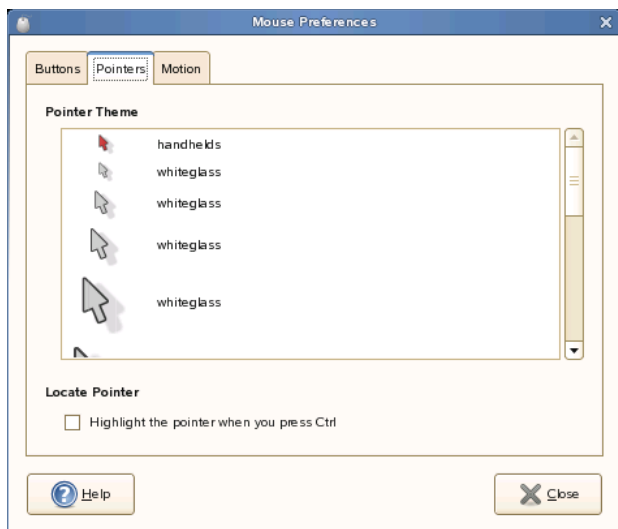 Mouse Preferences
Buttons Pointers Motion
Pointer Theme
handhelds
whiteglass
whiteglass
whiteglass
whiteglass
Locate Pointer
Highlight the pointer when you press Ctrl
Help Close